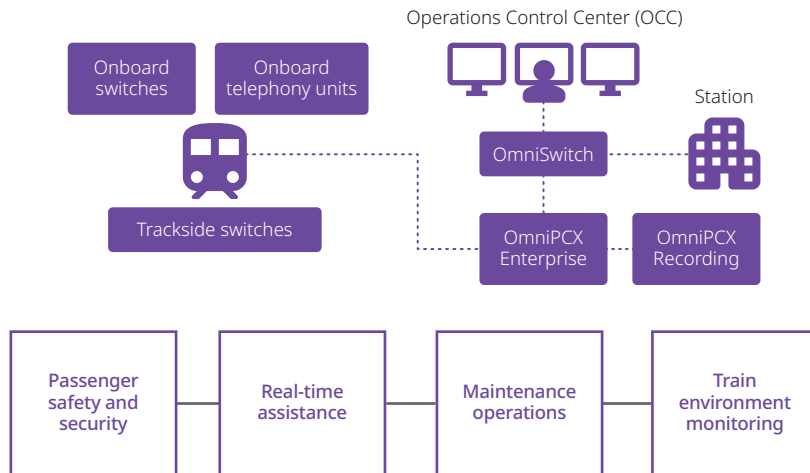 Operations Control Center (OCC)
Onboard
switches
Onboard
telephony units
Station
OmniSwitch
Trackside switches
OmniPCX
Enterprise
OmniPCX
Recording
Passenger
safety and
security
Real-time
assistance
Maintenance
operations
Train
environment
monitoring